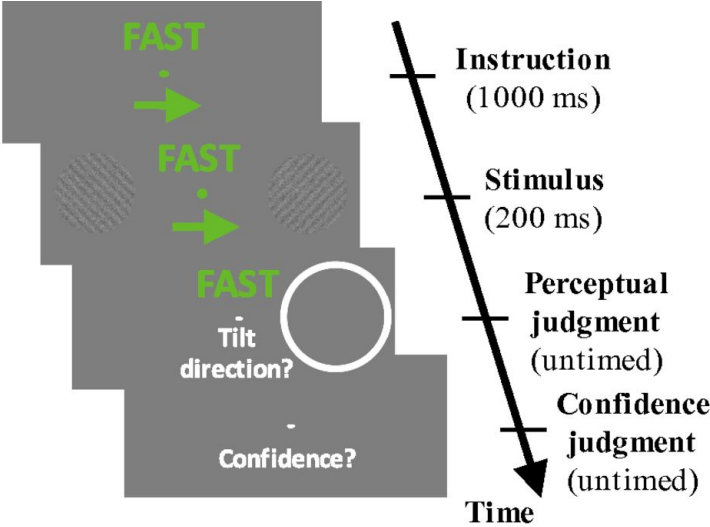 FAST
Instruction
(1000 ms)
FAST
Stimulus
(200 ms)
FAST
Tilt
direction?
Perceptual
judgment
(untimed)
Confidence?
Confidence
judgment
(untimed)
Time